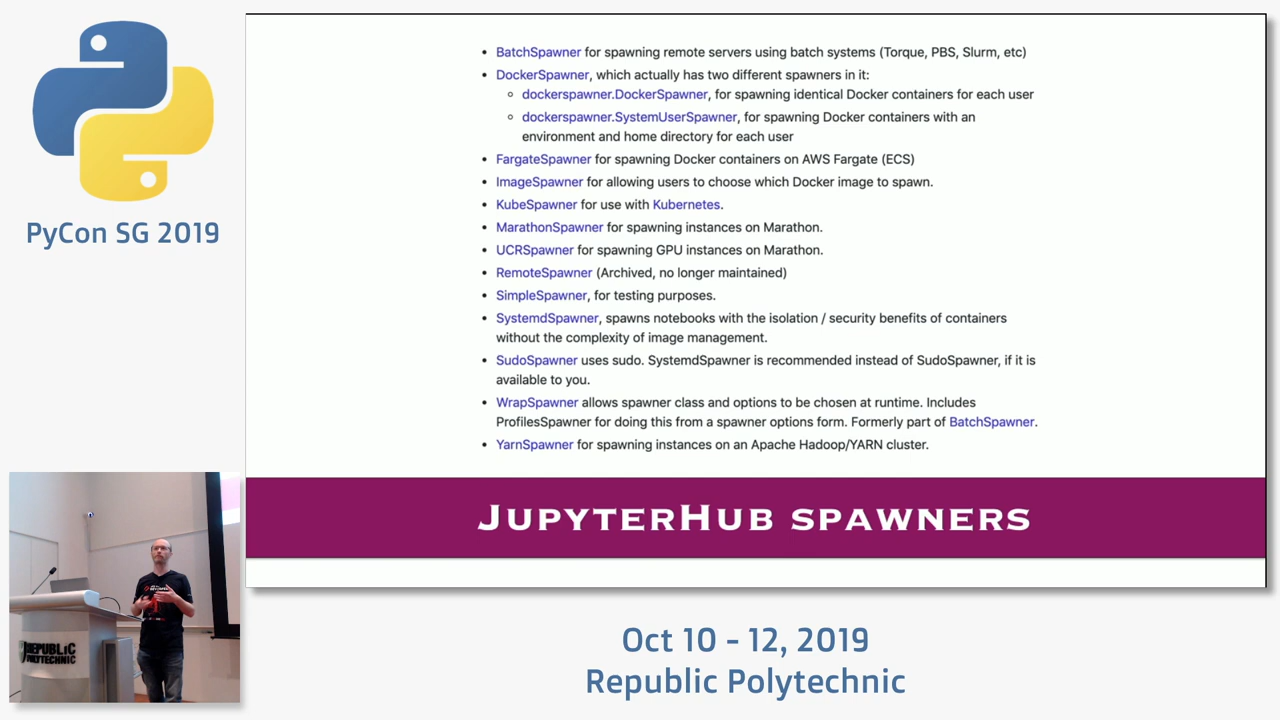 PyCon SG 2019
BatchSpawner for spawning remote servers using batch systems (Torque, PBS, Slurm, etc)
DockerSpawner, which actually has two different spawners in it:
dockerspawner.DockerSpawner, for spawning identical Docker containers for each user
dockerspawner.SystemUserSpawner, for spawning Docker containers with an
environment and home directory for each user
FargateSpawner for spawning Docker containers on AWS Fargate (ECS)
ImageSpawner for allowing users to choose which Docker image to spawn.
KubeSpawner for use with Kubernetes.
MarathonSpawner for spawning instances on Marathon.
UCRSpawner for spawning GPU instances on Marathon.
RemoteSpawner (Archived, no longer maintained)
SimpleSpawner, for testing purposes.
SystemdSpawner, spawns notebooks with the isolation / security benefits of containers
without the complexity of image management.
SudoSpawner uses sudo. SystemdSpawner is recommended instead of SudoSpawner, if it is
available to you.
WrapSpawner allows spawner class and options to be chosen at runtime. Includes
ProfilesSpawner for doing this from a spawner options form. Formerly part of BatchSpawner.
YarnSpawner for spawning instances on an Apache Hadoop/YARN cluster.
JupyterHub spawners
REPUBLIC
POLYTECHNIC
Oct 10 - 12, 2019
Republic Polytechnic